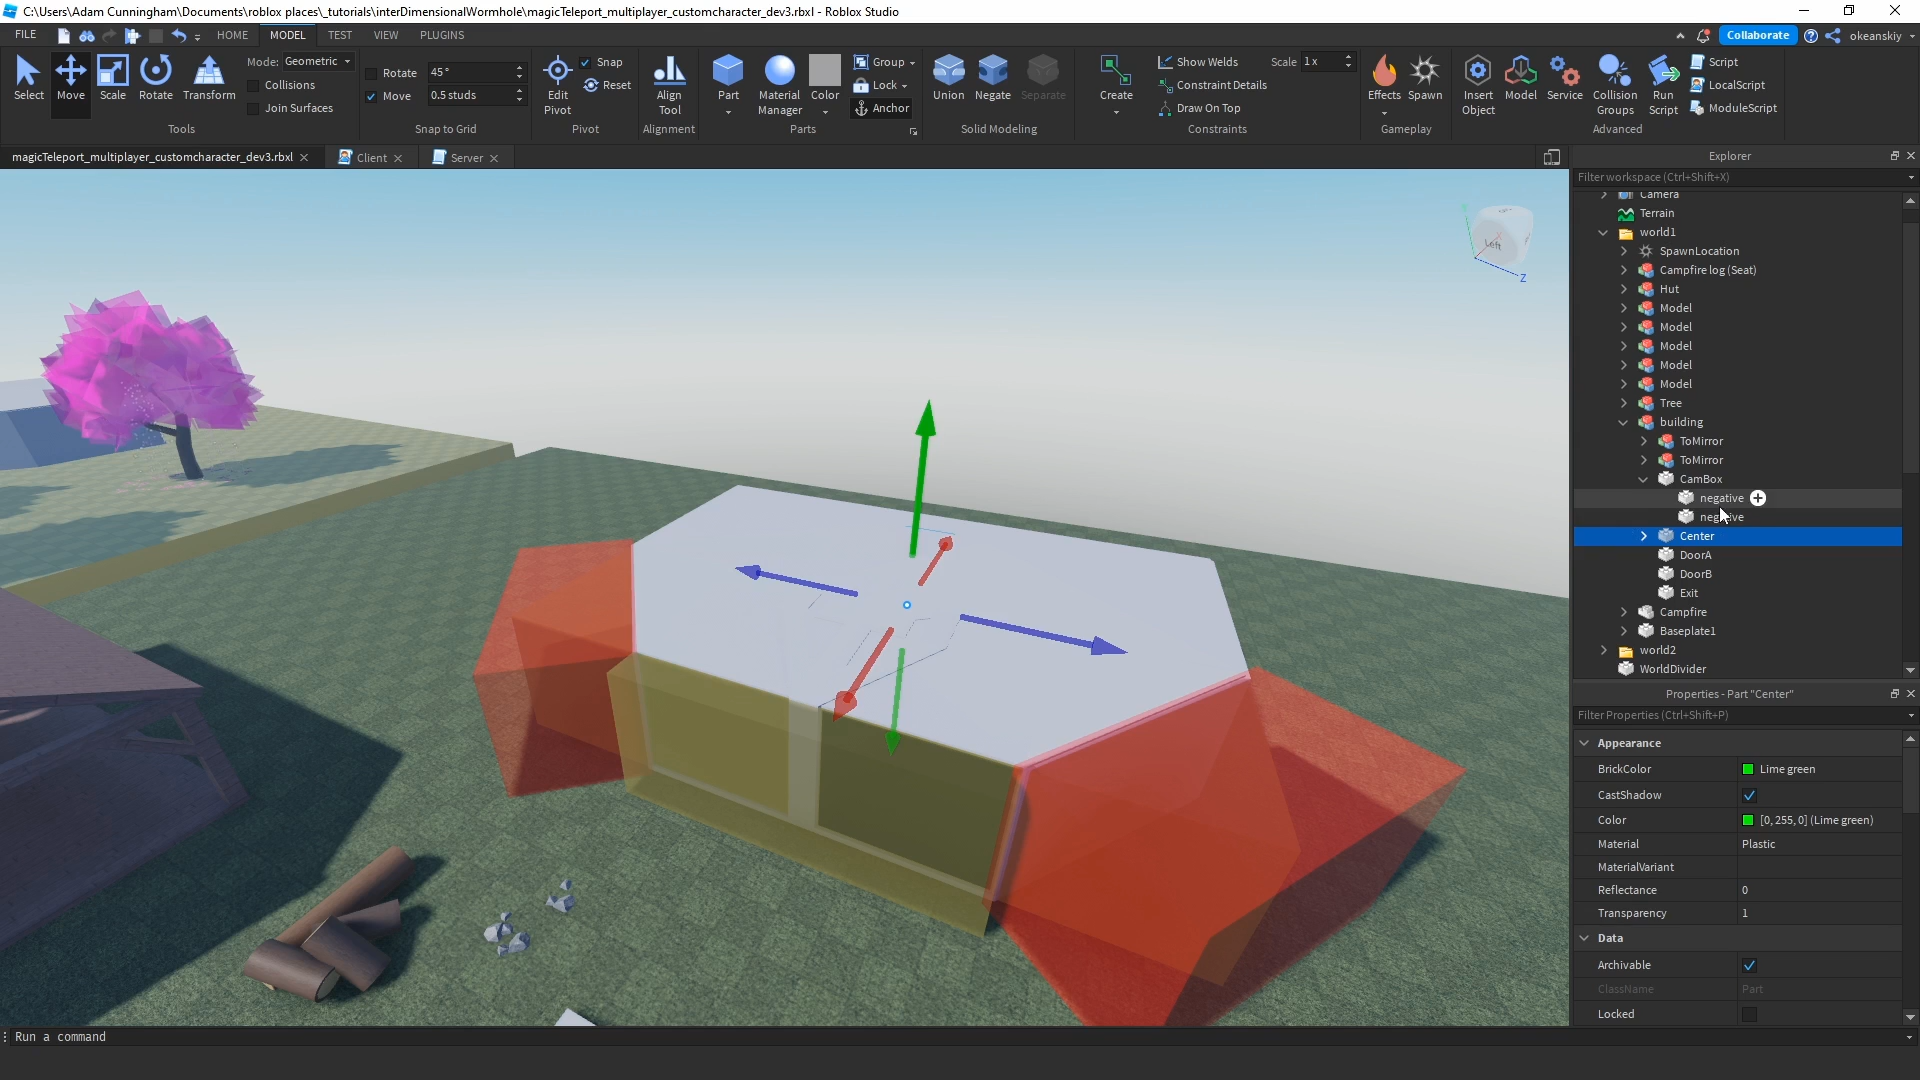 C:\Users\Adam Cunningham\Documents\roblox places\_tutorials\interDimensionalWormhole\magicTeleport_multiplayer_customcharacter_dev3.rbxl - Roblox Studio
FILE HOME MODEL TEST VIEW PLUGINS Collaborate okeanskiy
Select Move Scale Rotate Transform
Mode: Geometric
Collisions
Join Surfaces
Tools
Rotate 45°
Move 0.5 studs
Snap to Grid
Edit Pivot
Snap
Reset
Pivot
Align Tool
Alignment
Part Material Manager Color
Group
Lock
Anchor
Parts
Union Negate Separate
Solid Modeling
Create
Show Welds Scale 1x
Constraint Details
Draw On Top
Constraints
Effects Spawn
Gameplay
Insert Object Model Service Collision Groups Run Script
Script
LocalScript
ModuleScript
Advanced
magicTeleport_multiplayer_customcharacter_dev3.rbxl Client Server
Left
Z
Explorer
Filter workspace (Ctrl+Shift+X)
Camera
Terrain
world1
SpawnLocation
Campfire log (Seat)
Hut
Model
Model
Model
Model
Model
Tree
building
ToMirror
ToMirror
CamBox
negative
negative
Center
DoorA
DoorB
Exit
Campfire
Baseplate1
world2
WorldDivider
Properties - Part "Center"
Filter Properties (Ctrl+Shift+P)
Appearance
BrickColor Lime green
CastShadow
Color [0, 255, 0] (Lime green)
Material Plastic
MaterialVariant
Reflectance 0
Transparency 1
Data
Archivable
ClassName Part
Locked
Run a command